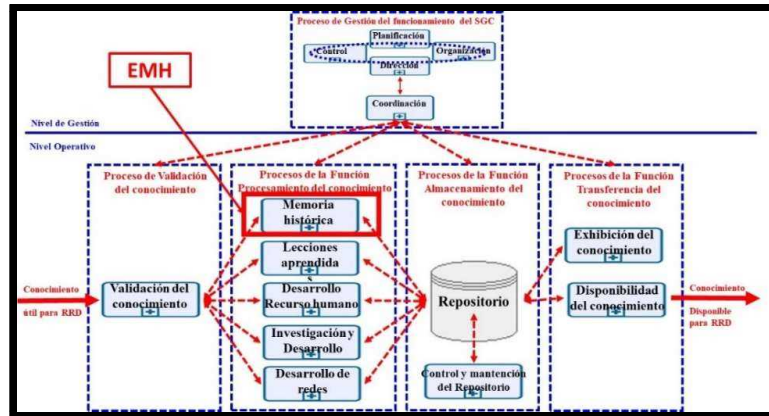 Proceso de Gestión del funcionamiento del SGC
Planificación
Control
Organización
Dirección
EMH
Coordinación
Nivel de Gestión
Nivel Operativo
Proceso de Validación
del conocimiento
Procesos de la Función
Procesamiento del conocimiento
Procesos de la Función
Almacenamiento del
conocimiento
Procesos de la Función
Transferencia del
conocimiento
Memoria
histórica
Lecciones
aprendida
s
Desarrollo
Recurso humano
Investigación y
Desarrollo
Desarrollo de
redes
Conocimiento
útil para RRD
Validación del
conocimiento
Repositorio
Control y mantención
del Repositorio
Exhibición del
conocimiento
Disponibilidad
del conocimiento
Conocimiento
Disponible
para RRD